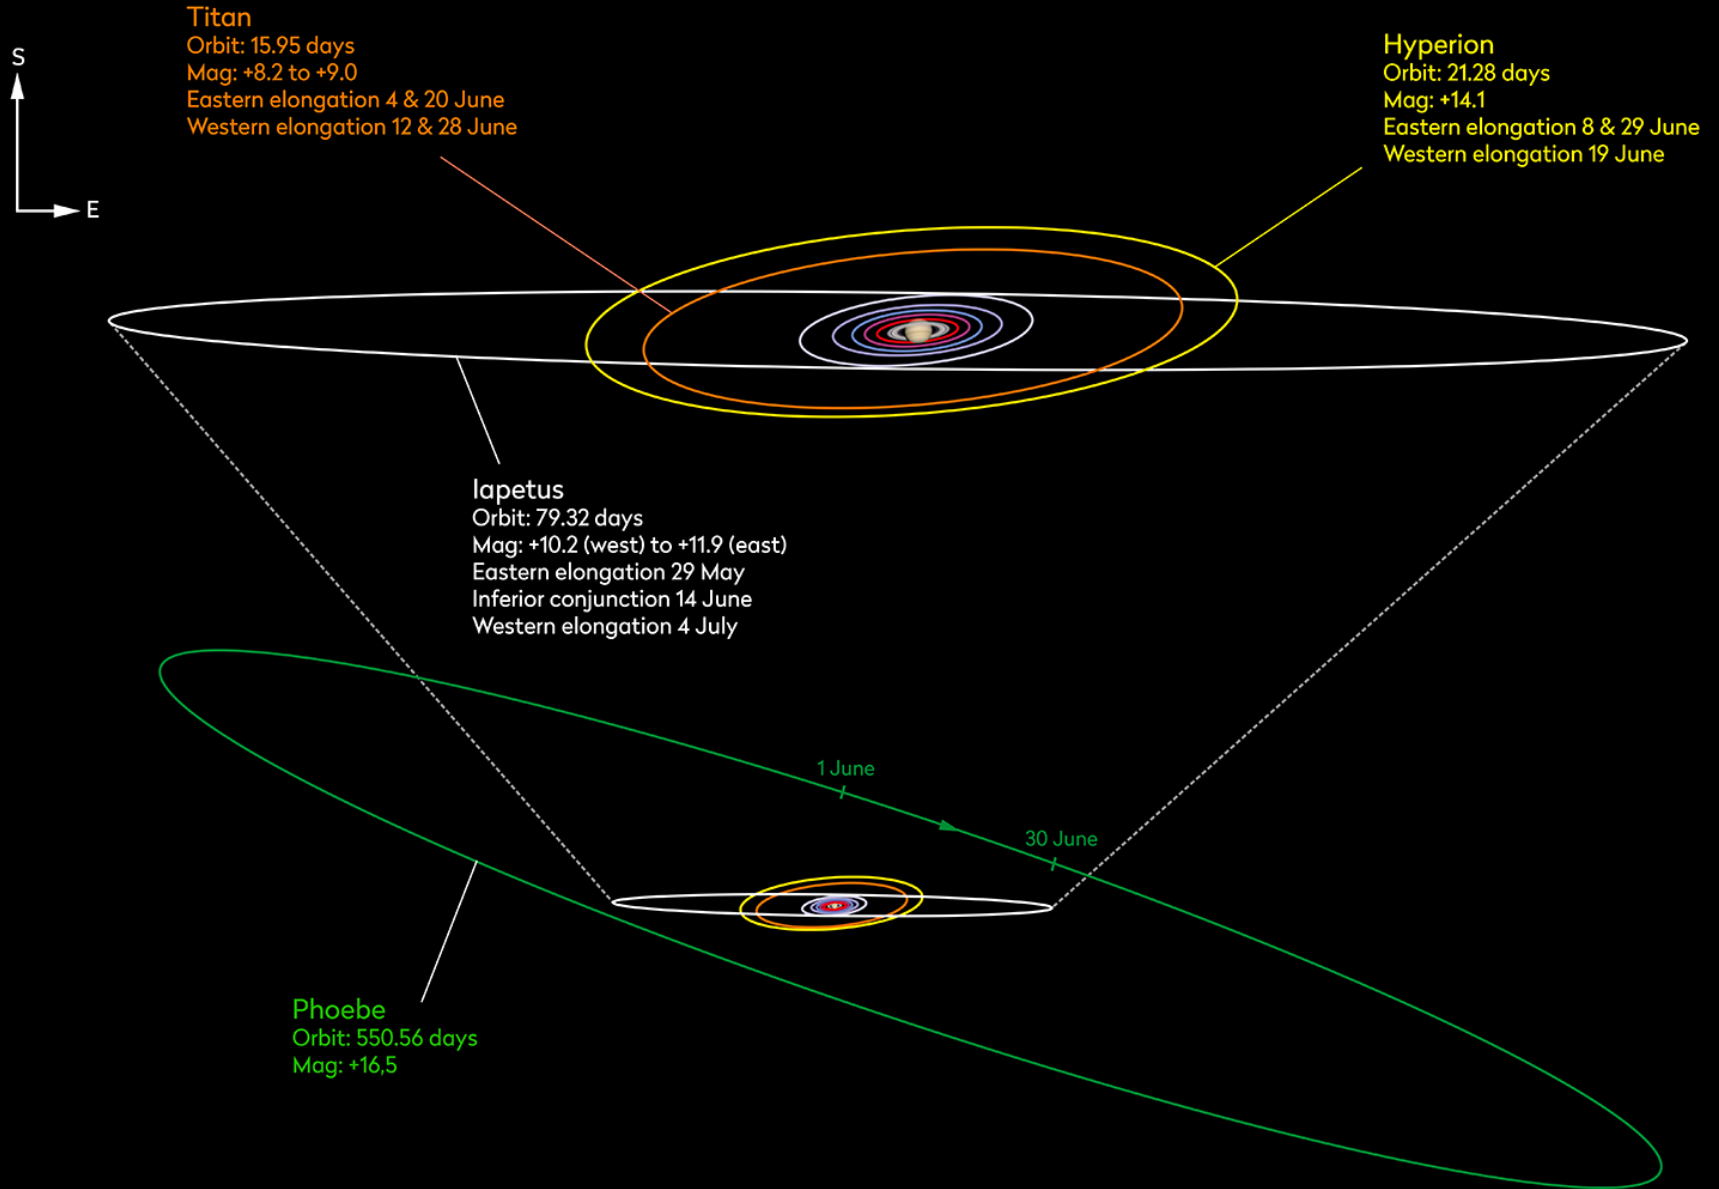 Titan
Orbit: 15.95 days
Mag: +8.2 to +9.0
Eastern elongation 4 & 20 June
Western elongation 12 & 28 June
Hyperion
Orbit: 21.28 days
Mag: +14.1
Eastern elongation 8 & 29 June
Western elongation 19 June
S
E
Iapetus
Orbit: 79.32 days
Mag: +10.2 (west) to +11.9 (east)
Eastern elongation 29 May
Inferior conjunction 14 June
Western elongation 4 July
1 June
30 June
Phoebe
Orbit: 550.56 days
Mag: +16,5